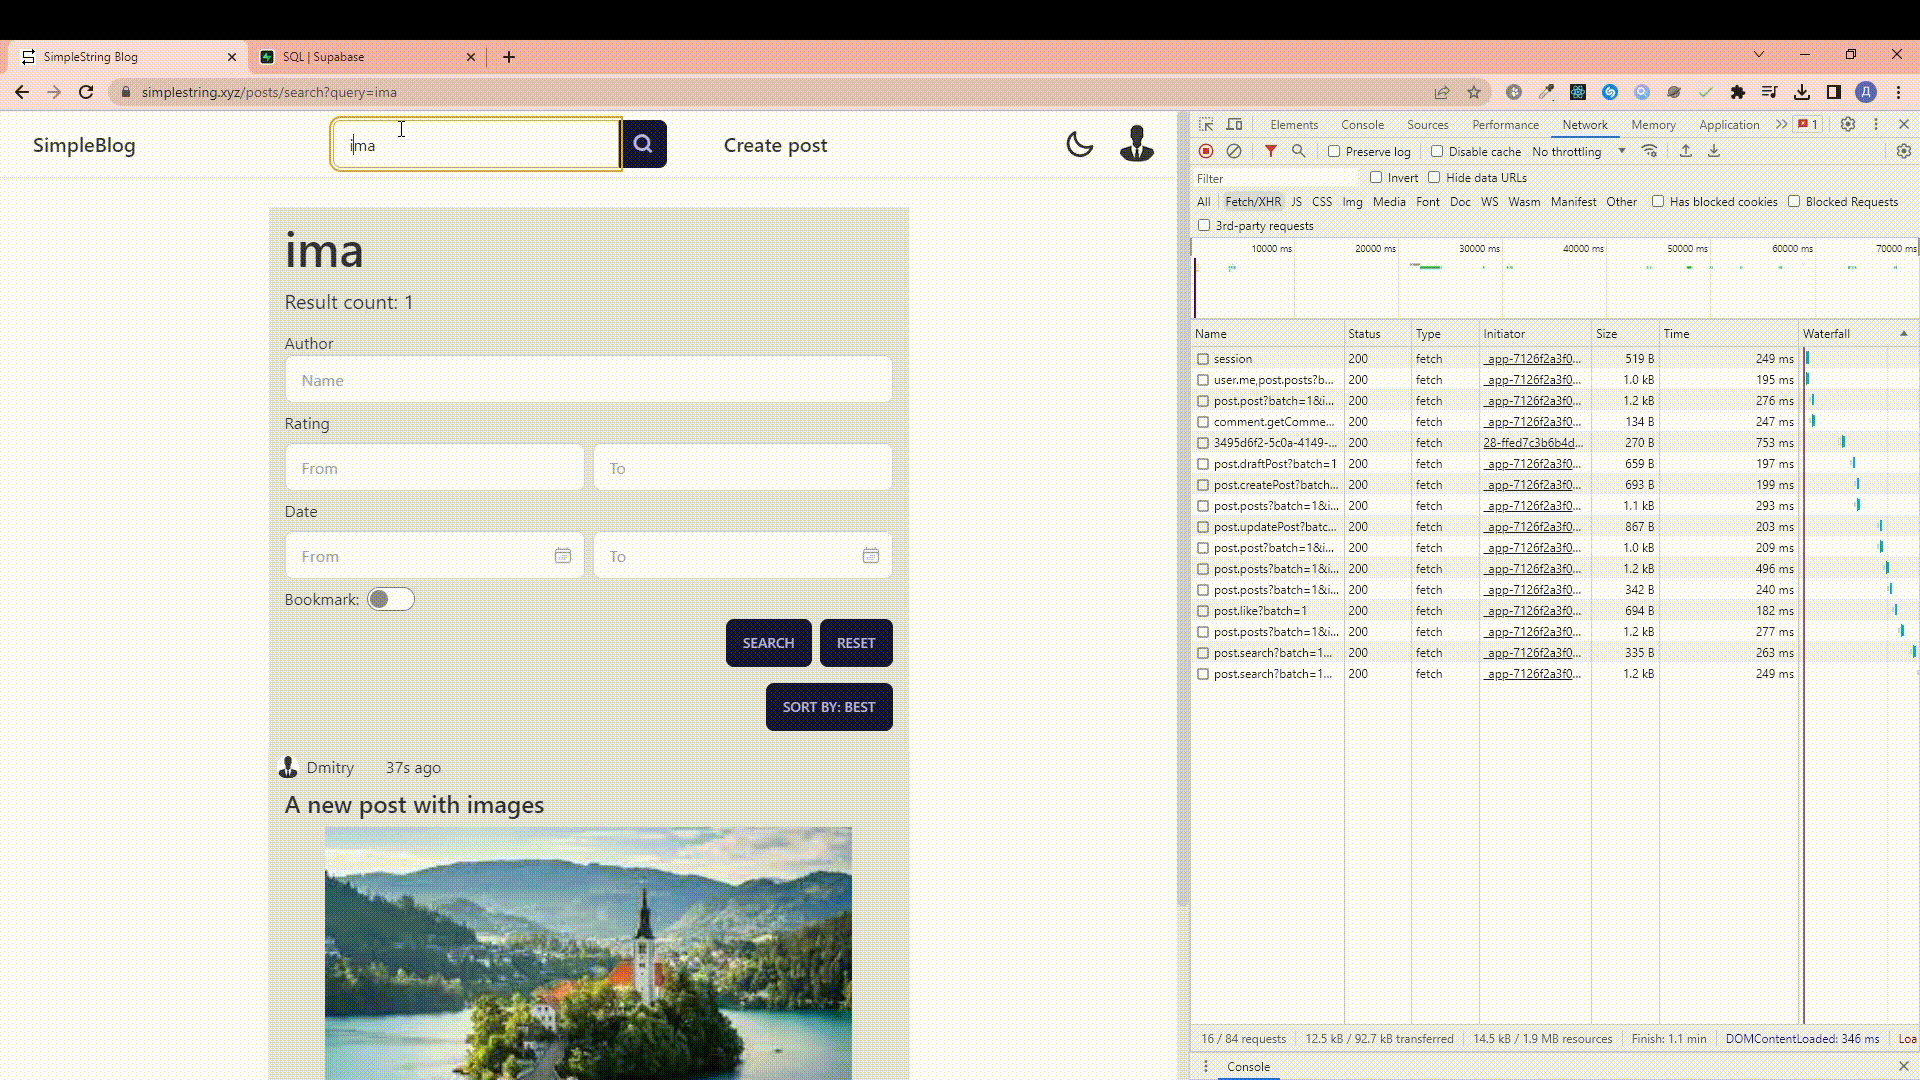 SimpleString Blog
SQL | Supabase
simplestring.xyz/posts/search?query=ima
Д
SimpleBlog
ima
Create post
ima
Result count: 1
Author
Name
Rating
From
To
Date
From
To
Bookmark:
SEARCH
RESET
SORT BY: BEST
Dmitry 37s ago
A new post with images
Elements Console Sources Performance Network Memory Application 1
Preserve log Disable cache No throttling
Filter Invert Hide data URLs
All Fetch/XHR JS CSS Img Media Font Doc WS Wasm Manifest Other Has blocked cookies Blocked Requests
3rd-party requests
10000 ms 20000 ms 30000 ms 40000 ms 50000 ms 60000 ms 70000 ms
Name Status Type Initiator Size Time Waterfall
session 200 fetch _app-7126f2a3f0... 519 B 249 ms
user.me,post.posts?b... 200 fetch _app-7126f2a3f0... 1.0 kB 195 ms
post.post?batch=1&i... 200 fetch _app-7126f2a3f0... 1.2 kB 276 ms
comment.getComme... 200 fetch _app-7126f2a3f0... 134 B 247 ms
3495d6f2-5c0a-4149-... 200 fetch 28-ffed7c3b6b4d... 270 B 753 ms
post.draftPost?batch=1 200 fetch _app-7126f2a3f0... 659 B 197 ms
post.createPost?batch... 200 fetch _app-7126f2a3f0... 693 B 199 ms
post.posts?batch=1&i... 200 fetch _app-7126f2a3f0... 1.1 kB 293 ms
post.updatePost?batc... 200 fetch _app-7126f2a3f0... 867 B 203 ms
post.post?batch=1&i... 200 fetch _app-7126f2a3f0... 1.0 kB 209 ms
post.posts?batch=1&i... 200 fetch _app-7126f2a3f0... 1.2 kB 496 ms
post.posts?batch=1&i... 200 fetch _app-7126f2a3f0... 342 B 240 ms
post.like?batch=1 200 fetch _app-7126f2a3f0... 694 B 182 ms
post.posts?batch=1&i... 200 fetch _app-7126f2a3f0... 1.2 kB 277 ms
post.search?batch=1... 200 fetch _app-7126f2a3f0... 335 B 263 ms
post.search?batch=1... 200 fetch _app-7126f2a3f0... 1.2 kB 249 ms
16 / 84 requests 12.5 kB / 92.7 kB transferred 14.5 kB / 1.9 MB resources Finish: 1.1 min DOMContentLoaded: 346 ms Loa
Console